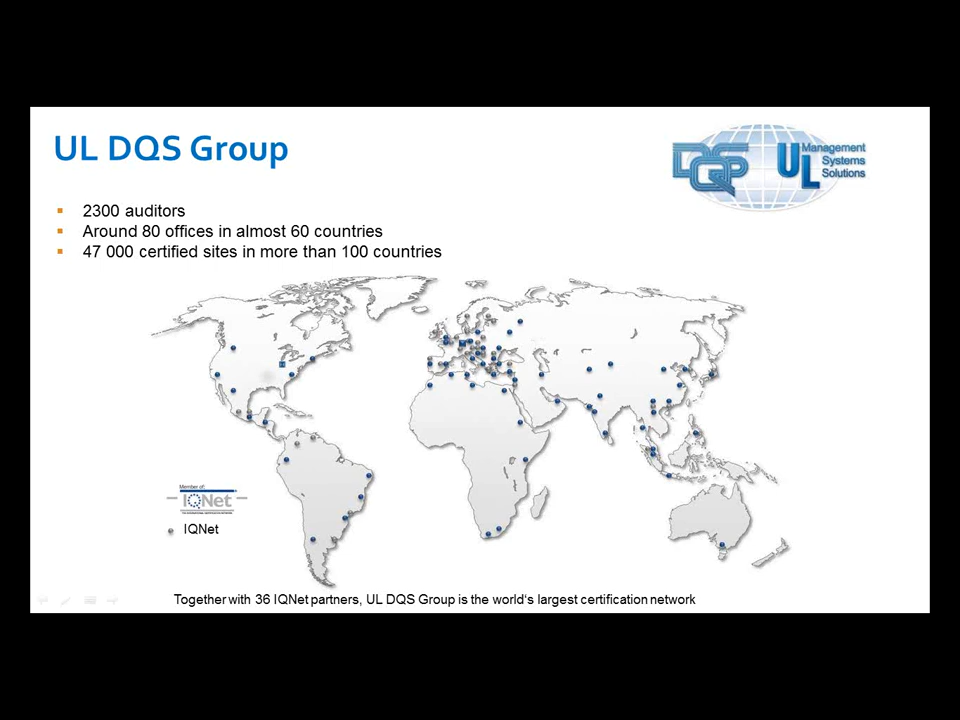 UL DQS Group
DQS
UL Management
Systems
Solutions
2300 auditors
Around 80 offices in almost 60 countries
47 000 certified sites in more than 100 countries
Member of:
IQNet
IQNet
Together with 36 IQNet partners, UL DQS Group is the world's largest certification network